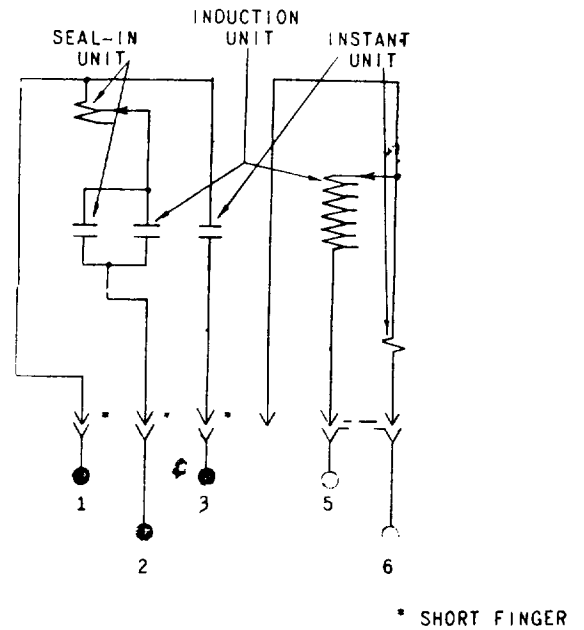 INDUCTION
UNIT
SEAL-IN
UNIT
INSTANT
UNIT
* * *
1 3 5
2 6
* SHORT FINGER